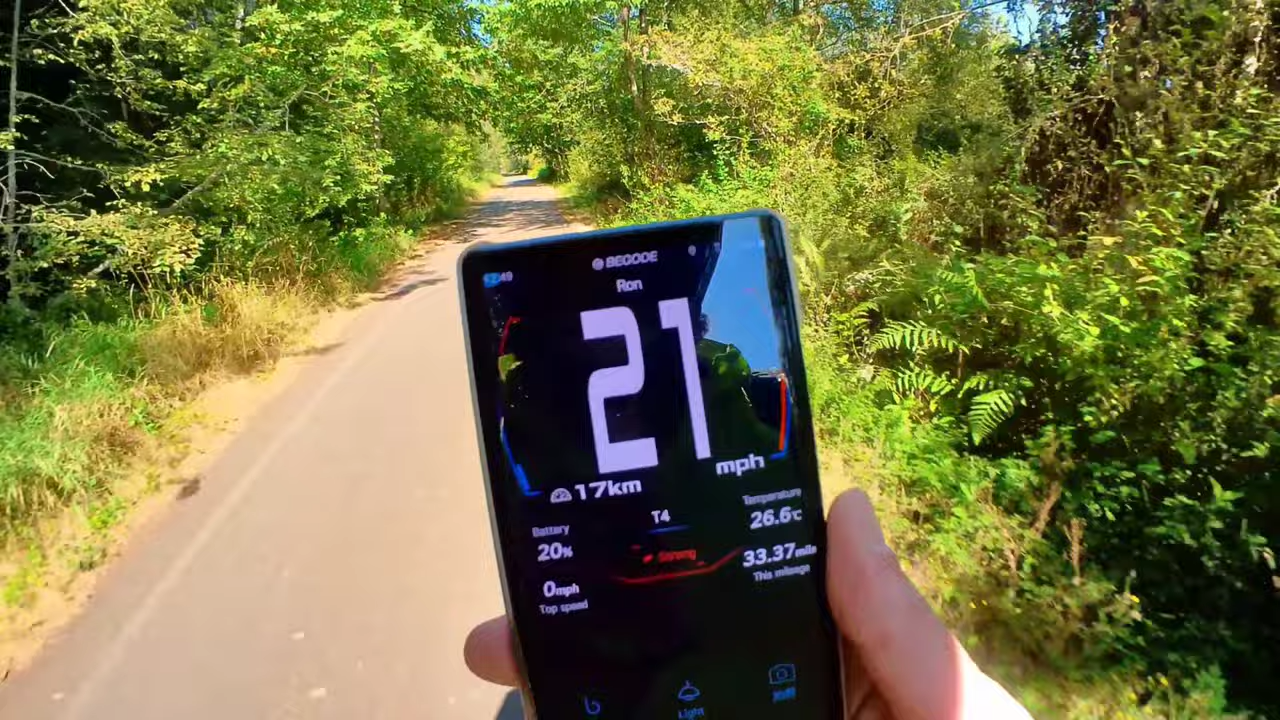 BEGODE
Ron
21
mph
17km
T4
Battery
20%
Temperature
26.6℃
Strong
0mph
Top speed
33.37mile
This mileage
Light